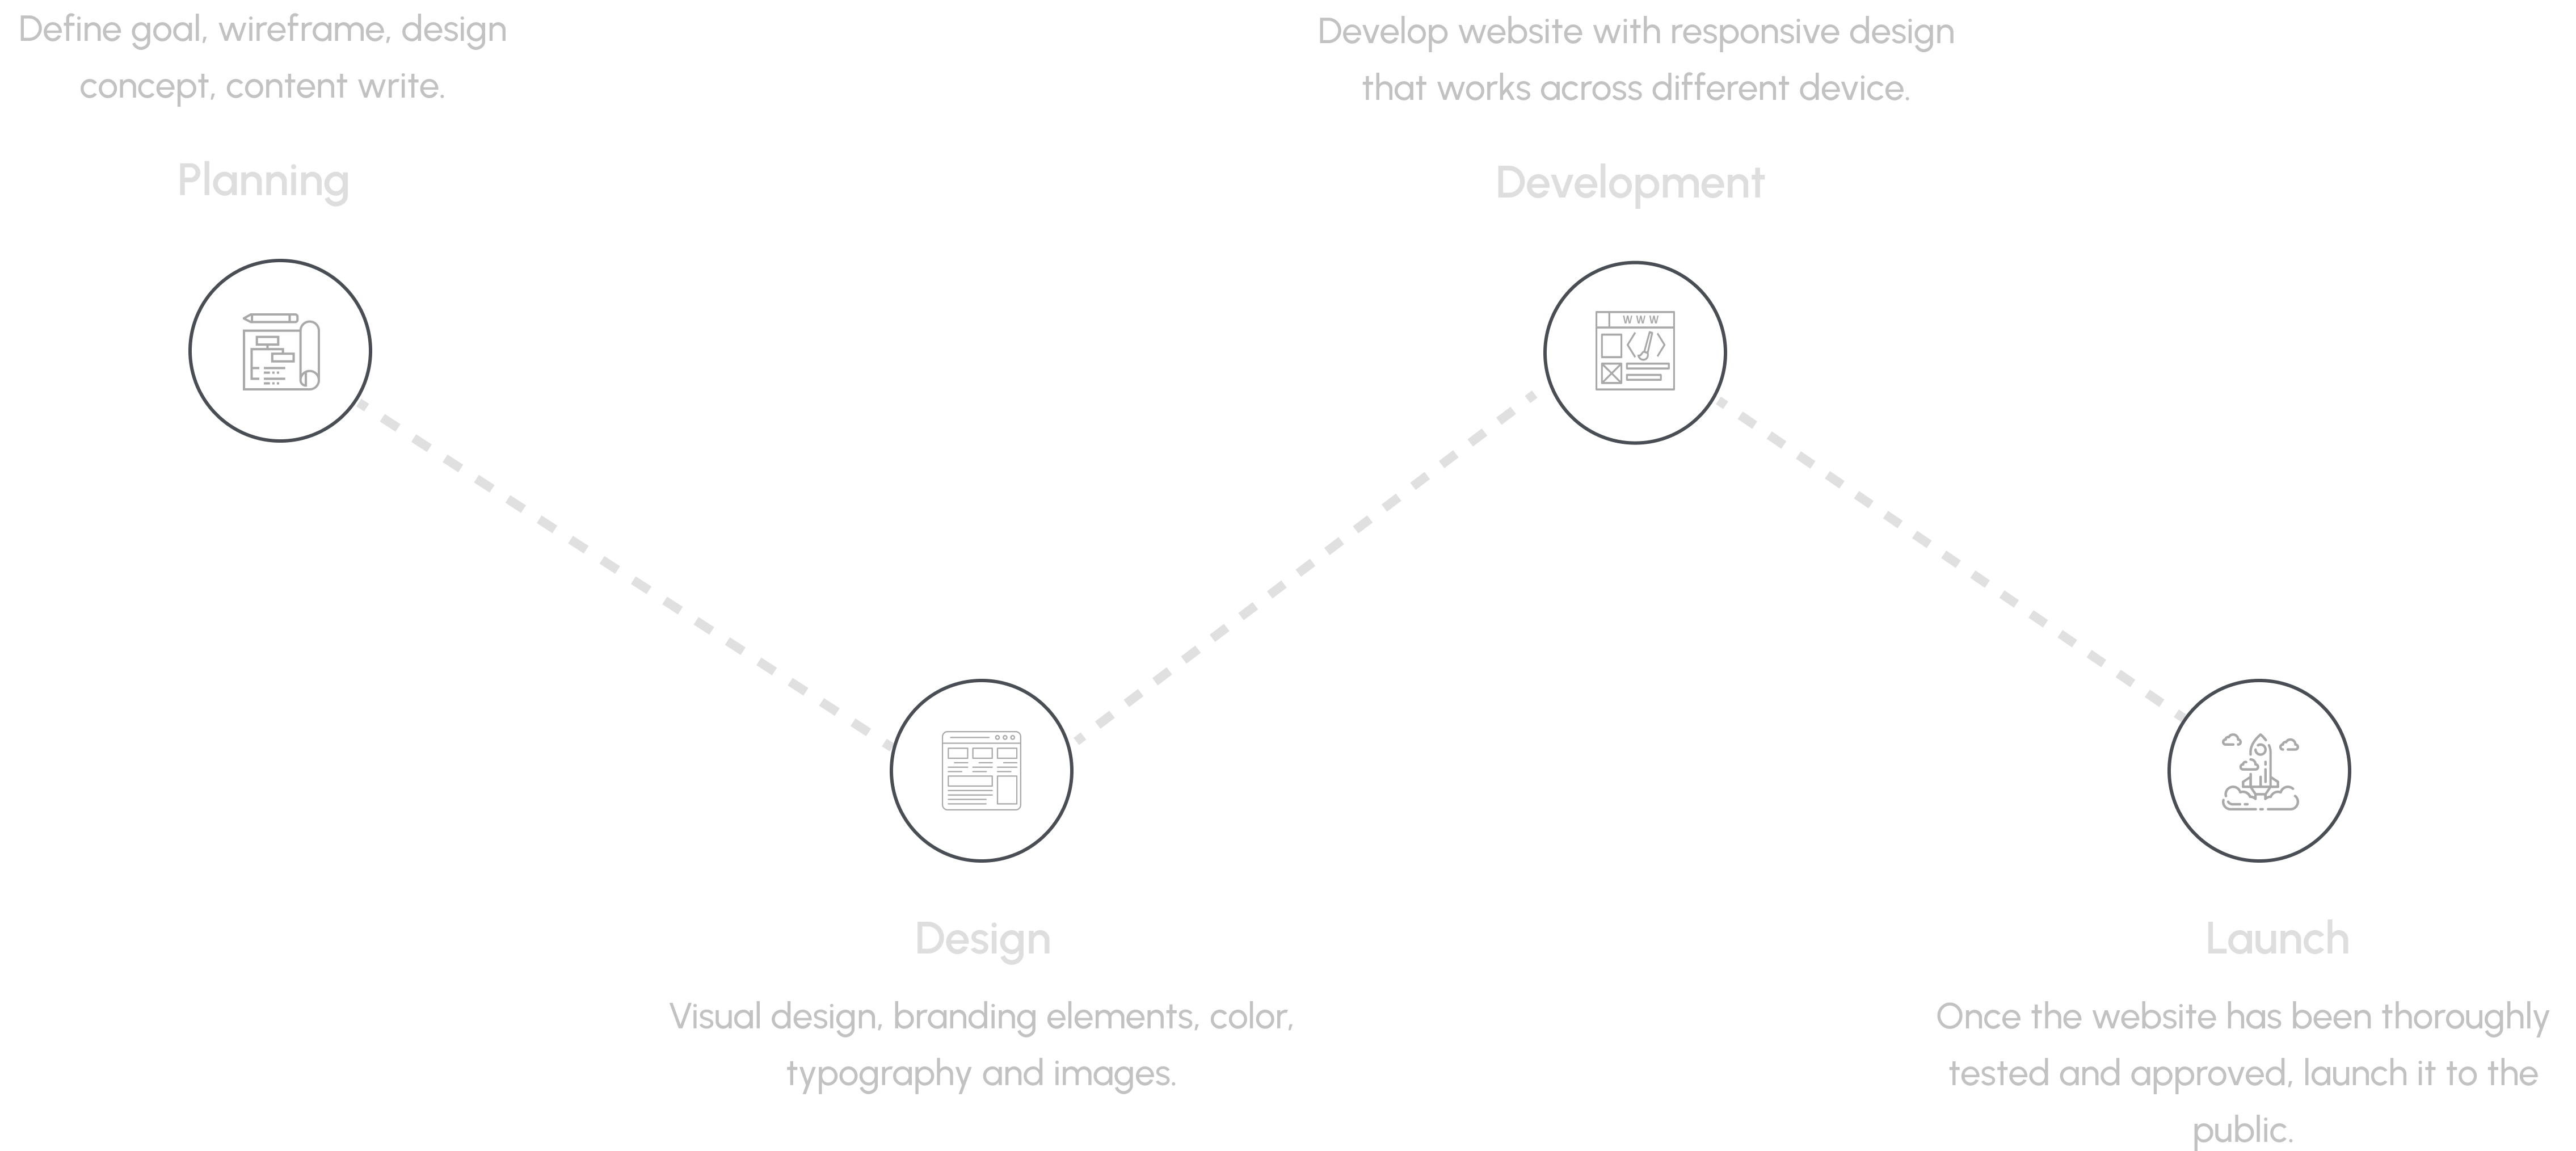 Define goal, wireframe, design
concept, content write.
Planning
Visual design, branding elements, color,
typography and images.
Design
Develop website with responsive design
that works across different device.
Development
W W W
Launch
Once the website has been thoroughly
tested and approved, launch it to the
public.